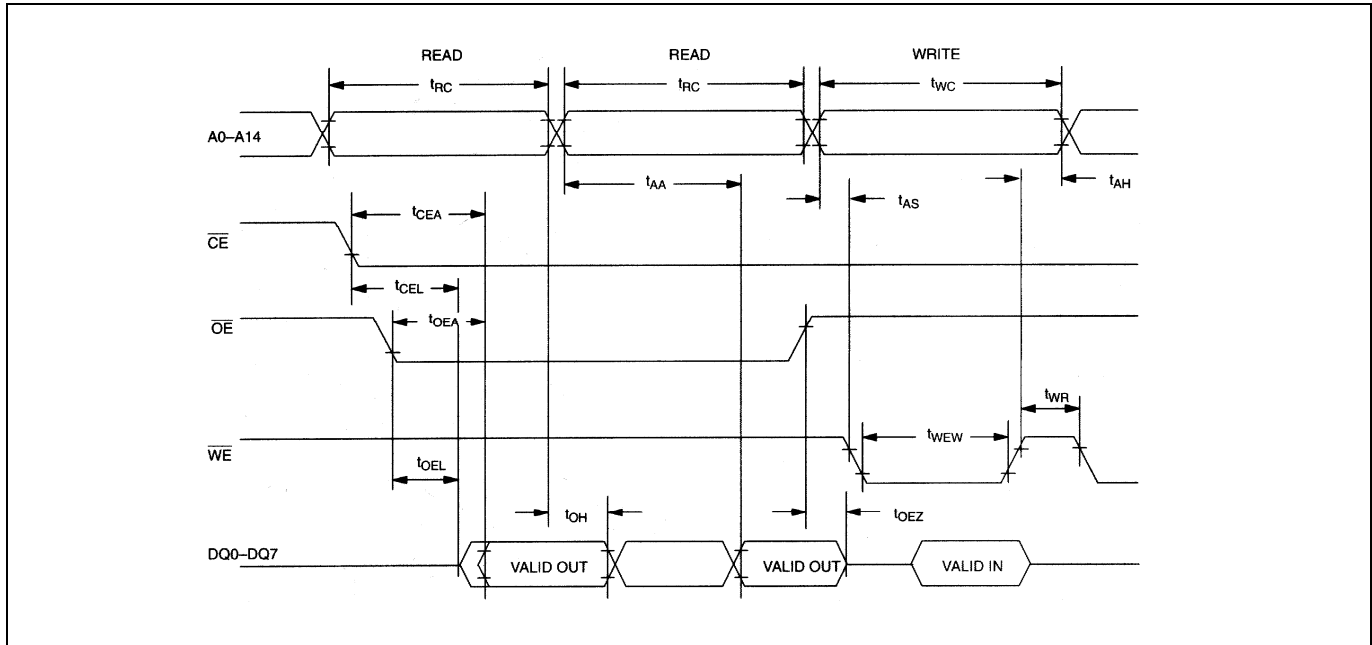 READ READ WRITE
tRC tRC tWC
A0–A14
tAA tAH
tAS
tCEA
CE
tCEL
OE tOEA
tWR
WE tWEW
tOEL
tOH tOEZ
DQ0–DQ7
VALID OUT VALID OUT VALID IN